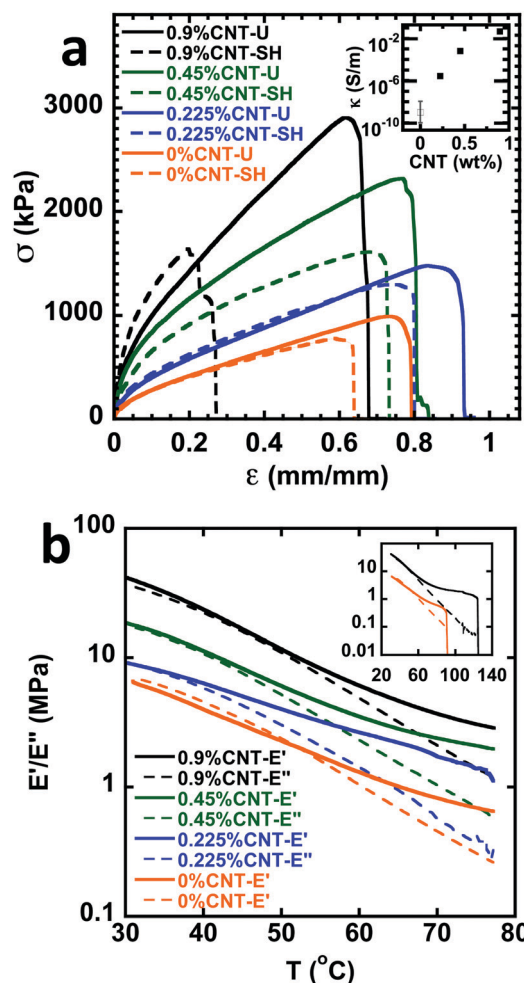 a
0.9%CNT-U
0.9%CNT-SH
0.45%CNT-U
0.45%CNT-SH
0.225%CNT-U
0.225%CNT-SH
0%CNT-U
0%CNT-SH
κ (S/m)
10⁻²
10⁻⁶
10⁻¹⁰
0 0.4 0.8
CNT (wt%)
σ (kPa)
3000
2000
1000
0
0 0.2 0.4 0.6 0.8 1
ε (mm/mm)
b
E'/E" (MPa)
100
10
1
0.1
10
1
0.1
0.01
20 60 100 140
0.9%CNT-E'
0.9%CNT-E"
0.45%CNT-E'
0.45%CNT-E"
0.225%CNT-E'
0.225%CNT-E"
0%CNT-E'
0%CNT-E'
30 40 50 60 70 80
T (°C)